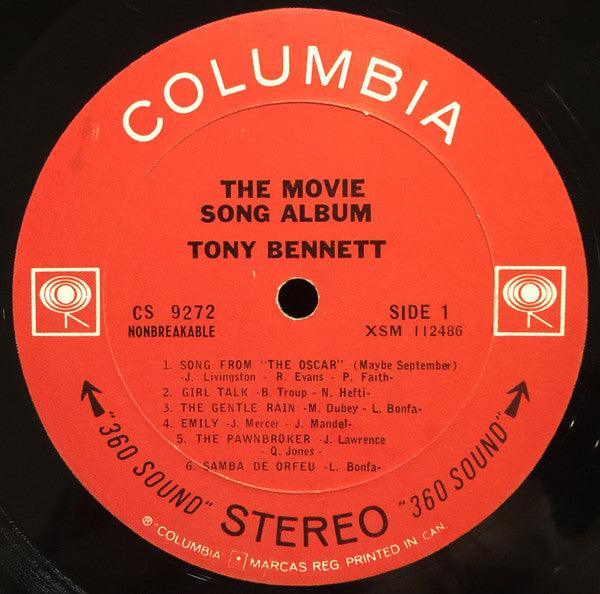 COLUMBIA
THE MOVIE
SONG ALBUM
TONY BENNETT
CS 9272
NONBREAKABLE
SIDE 1
XSM 112486
1. SONG FROM "THE OSCAR" (Maybe September)
-J. Livingston - R. Evans - P. Faith-
2. GIRL TALK -B. Troup - N. Hefti-
3. THE GENTLE RAIN -M. Dubey - L. Bonfa-
4. EMILY -J. Mercer - J. Mandel-
5. THE PAWNBROKER -J. Lawrence
- Q. Jones -
6. SAMBA DE ORFEU -L. Bonfa-
"360 SOUND" STEREO "360 SOUND"
® "COLUMBIA MARCAS REG. PRINTED IN CAN.